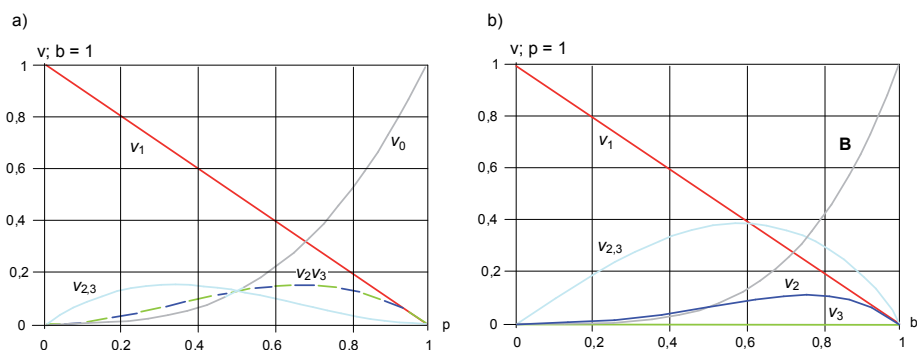 a)
v; b = 1
1
0,8
0,6
0,4
0,2
0
v1
v0
v2,3
v2v3
0 0,2 0,4 0,6 0,8 1
p
b)
v; p = 1
1
0,8
0,6
0,4
0,2
0
v1
B
v2,3
v2
v3
0 0,2 0,4 0,6 0,8 1
b